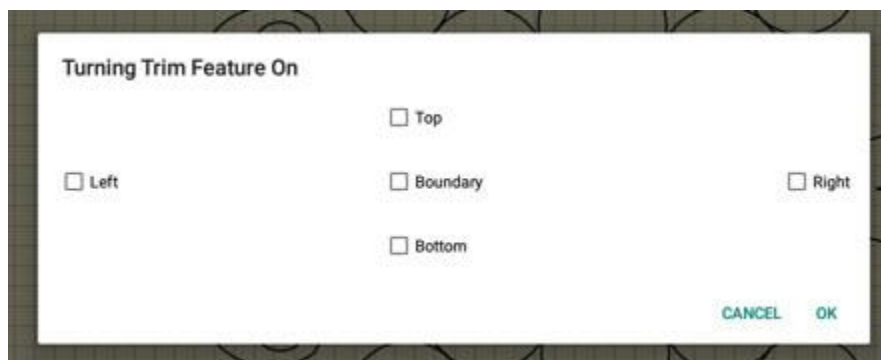 Turning Trim Feature On
Top
Left Boundary Right
Bottom
CANCEL OK